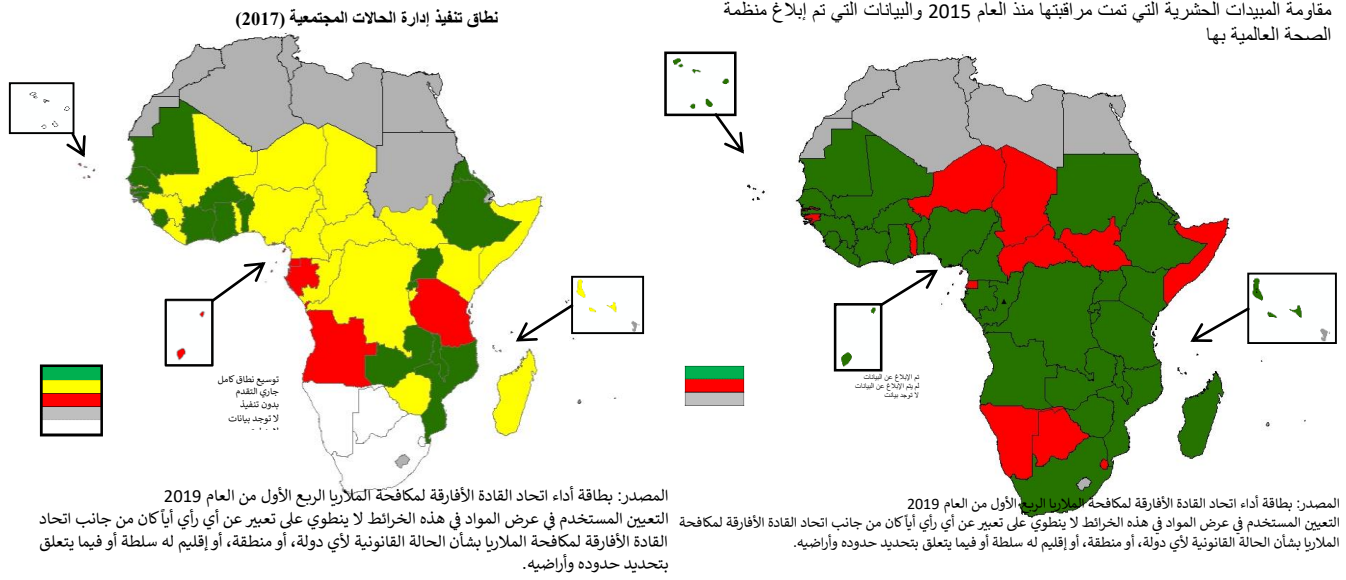 مقاومة المبيدات الحشرية التي تمت مراقبتها منذ العام 2015 والبيانات التي تم إبلاغ منظمة
الصحة العالمية بها
تم الإبلاغ عن البيانات
لم يتم الإبلاغ عن البيانات
لا توجد بيانات
المصدر: بطاقة أداء اتحاد القادة الأفارقة لمكافحة الملاريا الربع الأول من العام 2019
التعيين المستخدم في عرض المواد في هذه الخرائط لا ينطوي على تعبير عن أي رأي أياً كان من جانب اتحاد القادة الأفارقة لمكافحة
الملاريا بشأن الحالة القانونية لأي دولة، أو منطقة، أو إقليم له سلطة أو فيما يتعلق بتحديد حدوده وأراضيه.
نطاق تنفيذ إدارة الحالات المجتمعية (2017)
توسيع نطاق كامل
جاري التقدم
بدون تنفيذ
لا توجد بيانات
المصدر: بطاقة أداء اتحاد القادة الأفارقة لمكافحة الملاريا الربع الأول من العام 2019
التعيين المستخدم في عرض المواد في هذه الخرائط لا ينطوي على تعبير عن أي رأي أياً كان من جانب اتحاد
القادة الأفارقة لمكافحة الملاريا بشأن الحالة القانونية لأي دولة، أو منطقة، أو إقليم له سلطة أو فيما يتعلق
بتحديد حدوده وأراضيه.